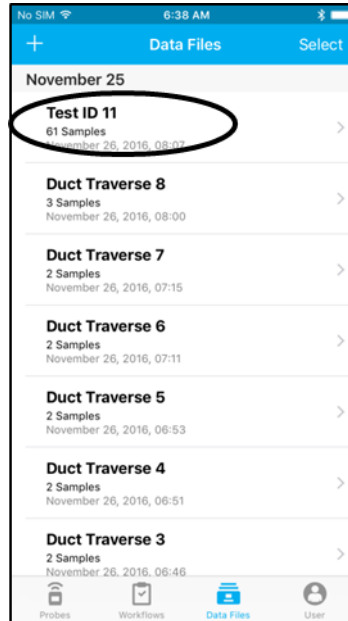 No SIM 6:38 AM
+ Data Files Select
November 25
Test ID 11
61 Samples
November 26, 2016, 08:07
Duct Traverse 8
3 Samples
November 26, 2016, 08:00
Duct Traverse 7
2 Samples
November 26, 2016, 07:15
Duct Traverse 6
2 Samples
November 26, 2016, 07:11
Duct Traverse 5
2 Samples
November 26, 2016, 06:53
Duct Traverse 4
2 Samples
November 26, 2016, 06:51
Duct Traverse 3
2 Samples
November 26, 2016, 06:46
Probes Workflows Data Files User